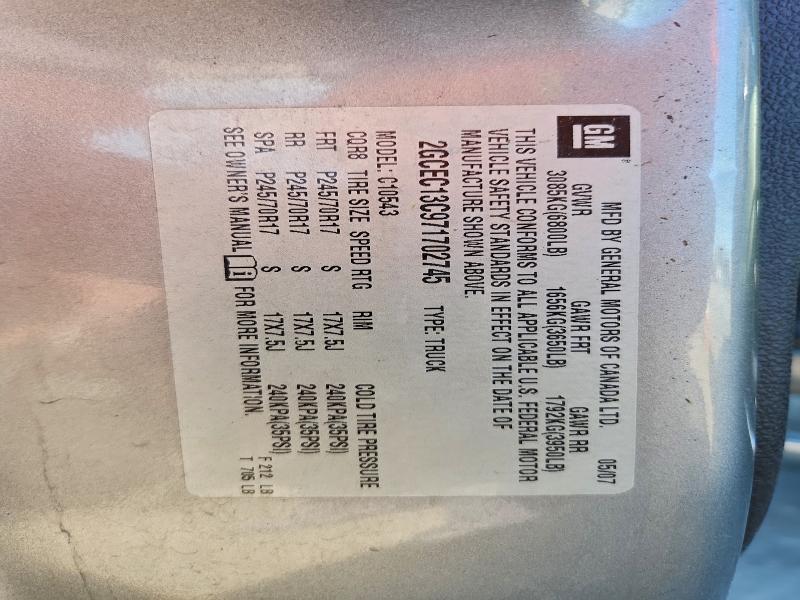 GM®
MFD BY GENERAL MOTORS OF CANADA LTD. 05/07
GVWR GAWR FRT GAWR RR
3085KG(6800LB) 1656KG(3650LB) 1792KG(3950LB)
THIS VEHICLE CONFORMS TO ALL APPLICABLE U.S. FEDERAL MOTOR
VEHICLE SAFETY STANDARDS IN EFFECT ON THE DATE OF
MANUFACTURE SHOWN ABOVE.
2GCEC13C971702745 TYPE: TRUCK
MODEL: C10543
CQR8 TIRE SIZE SPEED RTG RIM COLD TIRE PRESSURE
FRT P245/70R17 S 17X7.5J 240KPA(35PSI)
RR P245/70R17 S 17X7.5J 240KPA(35PSI)
SPA P245/70R17 S 17X7.5J 240KPA(35PSI)
SEE OWNER'S MANUAL FOR MORE INFORMATION.
F 212 LB
T 705 LB